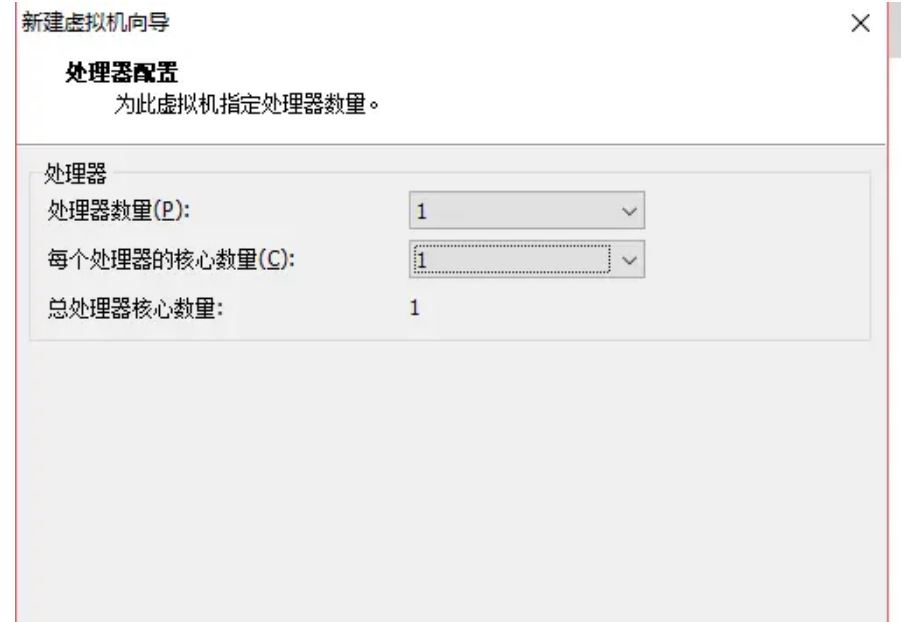 新建虚拟机向导
处理器配置
为此虚拟机指定处理器数量。
处理器
处理器数量(P): 1
每个处理器的核心数量(C): 1
总处理器核心数量: 1